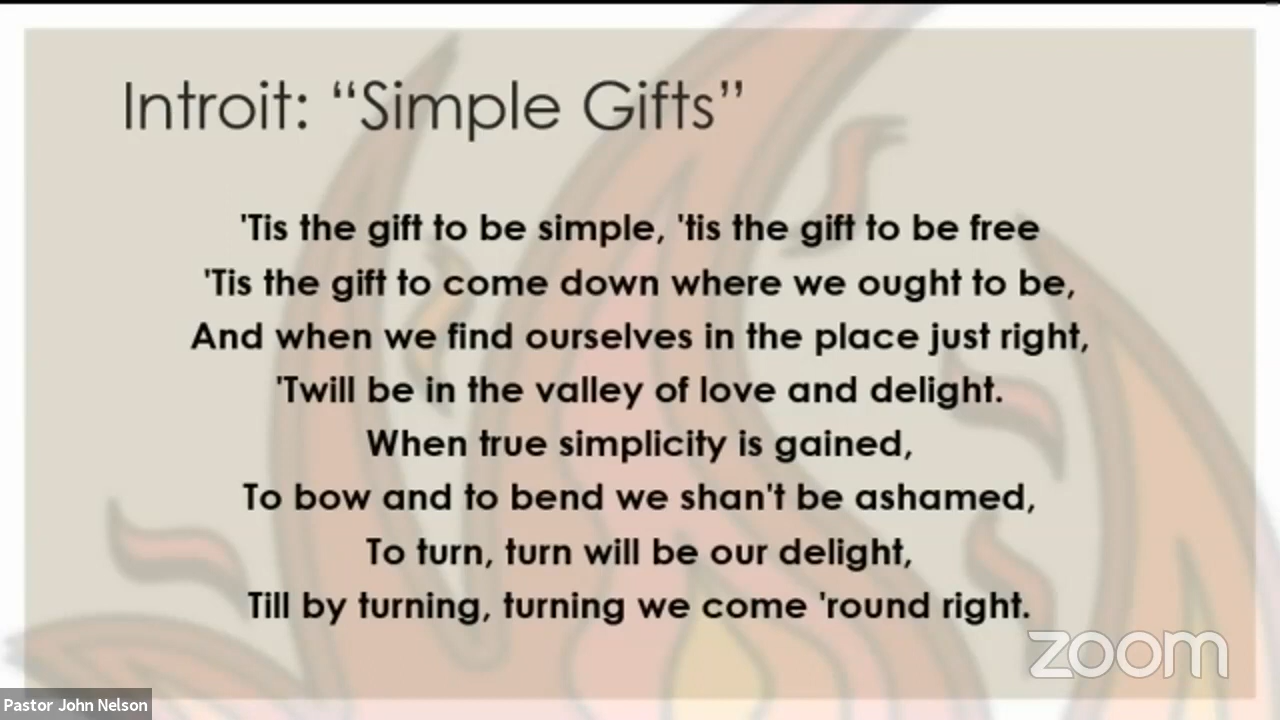 Introit: “Simple Gifts”
'Tis the gift to be simple, 'tis the gift to be free
'Tis the gift to come down where we ought to be,
And when we find ourselves in the place just right,
'Twill be in the valley of love and delight.
When true simplicity is gained,
To bow and to bend we shan't be ashamed,
To turn, turn will be our delight,
Till by turning, turning we come 'round right.
zoom
Pastor John Nelson